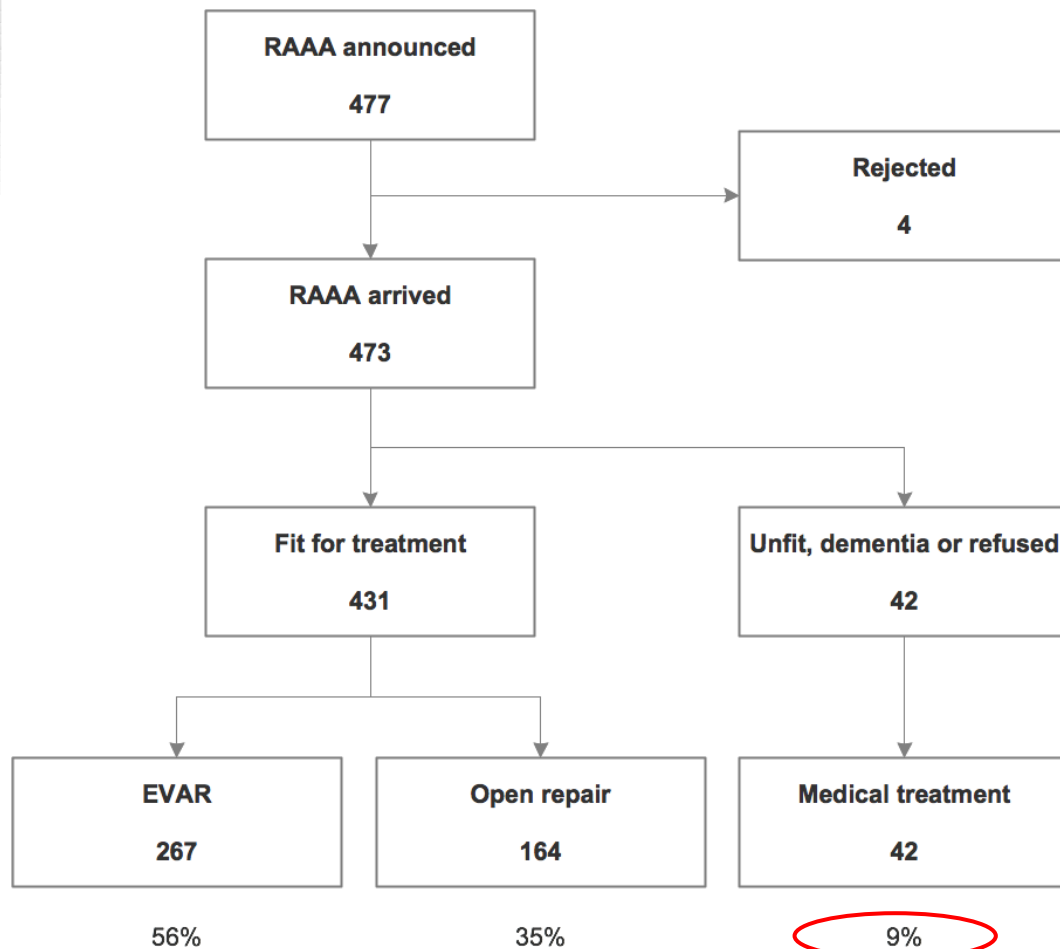 RAAA announced
477
Rejected
4
RAAA arrived
473
Fit for treatment
431
Unfit, dementia or refused
42
EVAR
267
Open repair
164
Medical treatment
42
56%
35%
9%